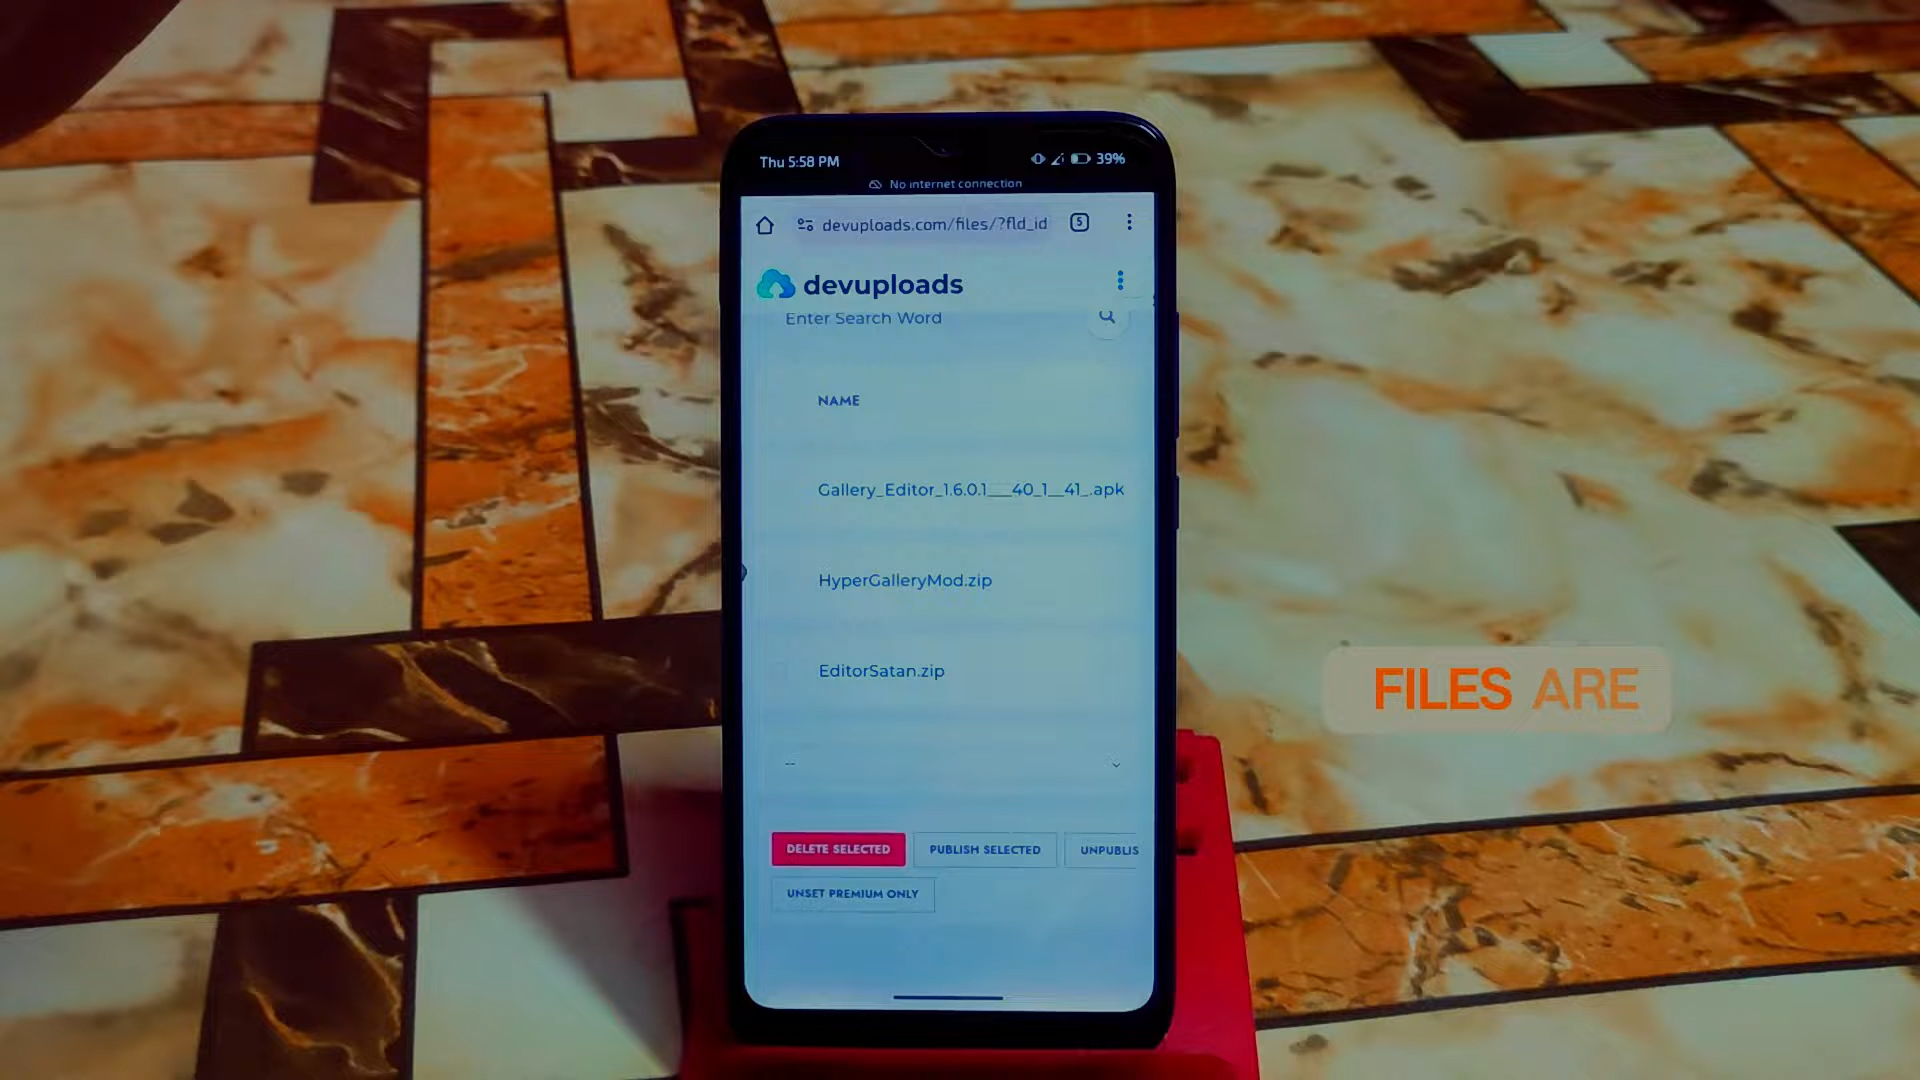 Thu 5:58 PM
39%
No internet connection
devuploads.com/files/?fld_id
5
devuploads
Enter Search Word
NAME
Gallery_Editor_1.6.0.1___40_1__41_.apk
HyperGalleryMod.zip
EditorSatan.zip
--
DELETE SELECTED
PUBLISH SELECTED
UNPUBLIS
UNSET PREMIUM ONLY
FILES ARE